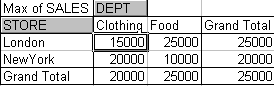 Max of SALES DEPT
STORE Clothing Food Grand Total
London 15000 25000 25000
NewYork 20000 10000 20000
Grand Total 20000 25000 25000